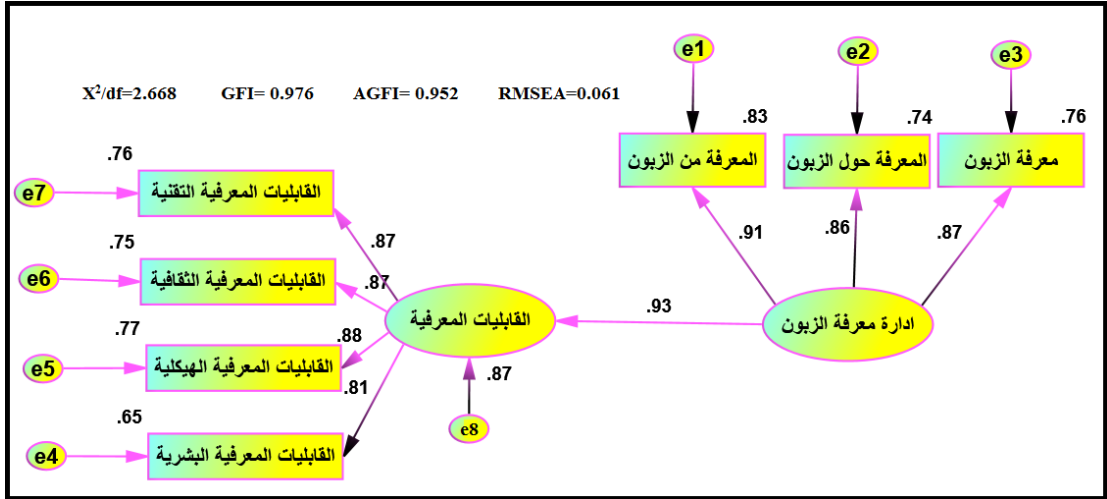 e1
e2
e3
X²/df=2.668 GFI= 0.976 AGFI= 0.952 RMSEA=0.061
.83
.74
.76
المعرفة من الزبون
المعرفة حول الزبون
معرفة الزبون
.76
e7
القابليات المعرفية التقنية
.87
.91
.86
.87
.75
e6
القابليات المعرفية الثقافية
.87
القابليات المعرفية
.93
ادارة معرفة الزبون
.77
e5
القابليات المعرفية الهيكلية
.88
.87
e8
.81
.65
e4
القابليات المعرفية البشرية